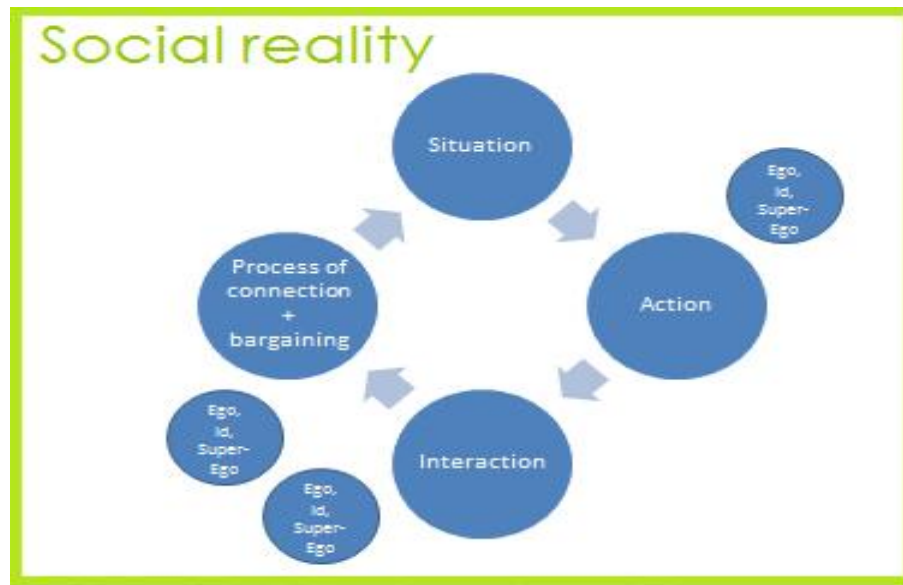 Social reality
Situation
Ego,
Id,
Super-
Ego
Process of
connection
+
bargaining
Action
Ego,
Id,
Super-
Ego
Interaction
Ego,
Id,
Super-
Ego